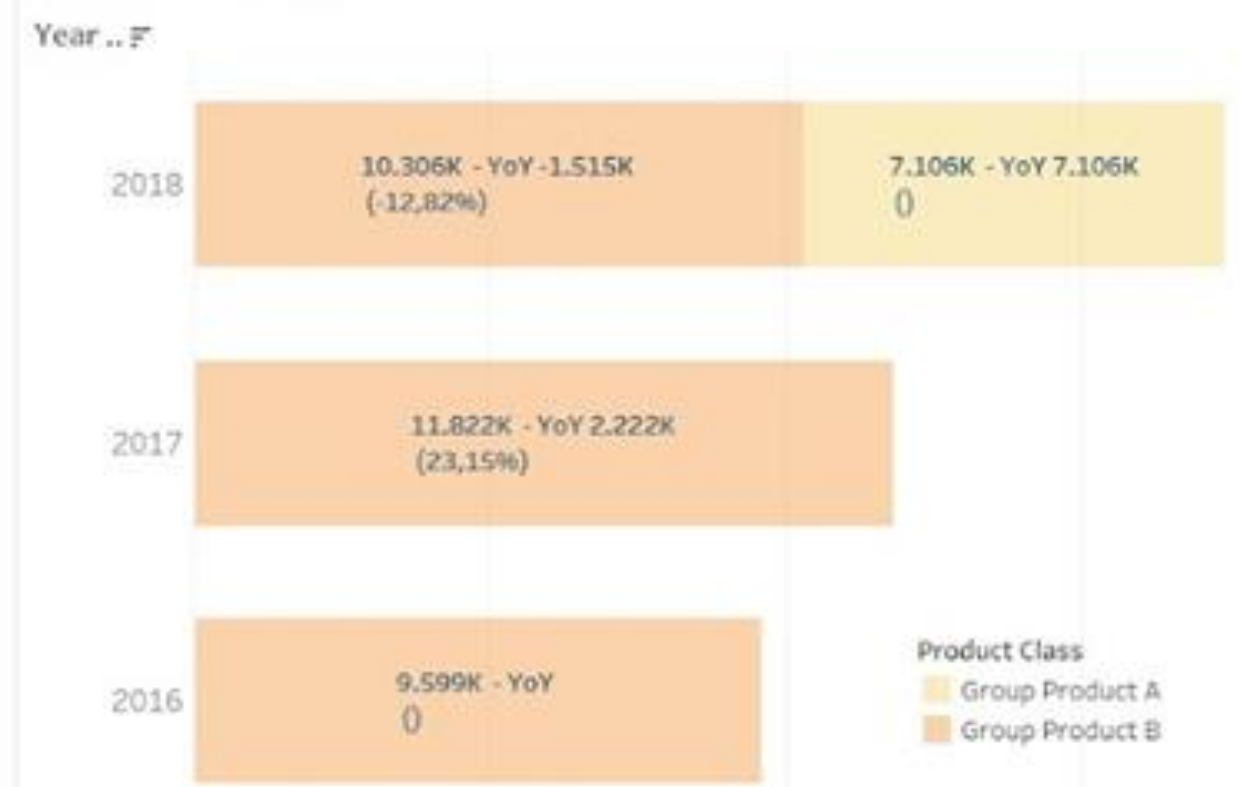 Year ..
2018
10.306K - YoY -1.515K
(-12,82%)
7.106K - YoY 7.106K
()
2017
11.822K - YoY 2.222K
(23,15%)
2016
9.599K - YoY
()
Product Class
Group Product A
Group Product B